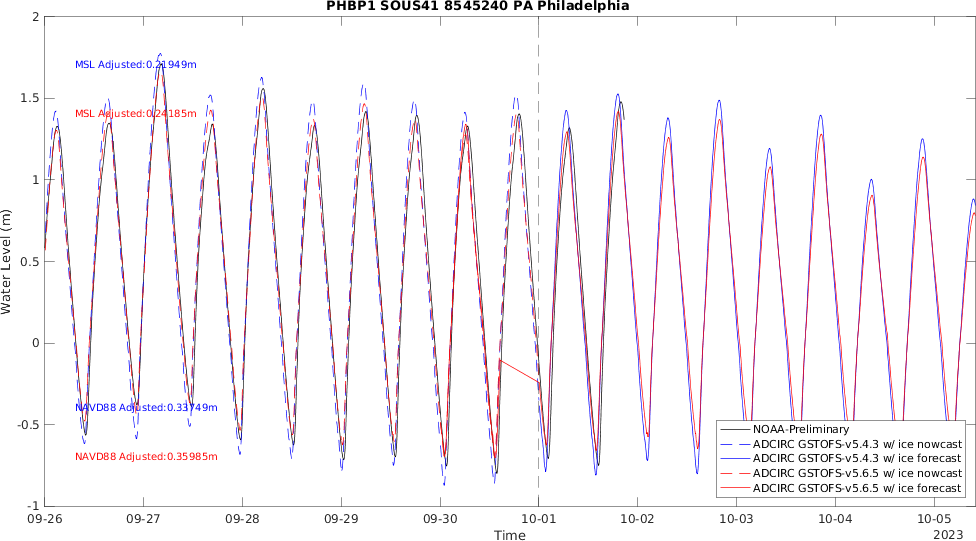 PHBP1 SOUS41 8545240 PA Philadelphia
2
1.5
1
0.5
0
-0.5
-1
Water Level (m)
MSL Adjusted:0.21949m
MSL Adjusted:0.24185m
NAVD88 Adjusted:0.33749m
NAVD88 Adjusted:0.35985m
NOAA-Preliminary
ADCIRC GSTOFS-v5.4.3 w/ ice nowcast
ADCIRC GSTOFS-v5.4.3 w/ ice forecast
ADCIRC GSTOFS-v5.6.5 w/ ice nowcast
ADCIRC GSTOFS-v5.6.5 w/ ice forecast
09-26 09-27 09-28 09-29 09-30 10-01 10-02 10-03 10-04 10-05
Time
2023